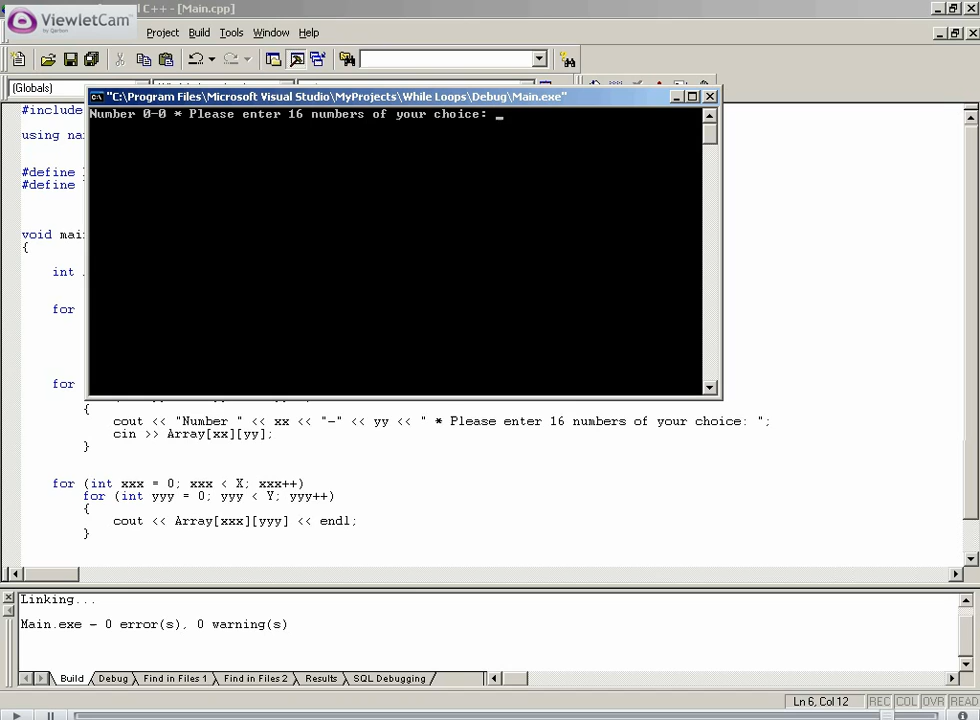 ViewletCam
by Qarbon
C++ - [Main.cpp]
Project Build Tools Window Help
(Globals)
"C:\Program Files\Microsoft Visual Studio\MyProjects\While Loops\Debug\Main.exe"
Number 0-0 * Please enter 16 numbers of your choice: _
#include
using na
#define
#define
void mai
{
int
for
for
{
cout << "Number " << xx << "-" << yy << " * Please enter 16 numbers of your choice: ";
cin >> Array[xx][yy];
}
for (int xxx = 0; xxx < X; xxx++)
for (int yyy = 0; yyy < Y; yyy++)
{
cout << Array[xxx][yyy] << endl;
}
Linking...
Main.exe - 0 error(s), 0 warning(s)
Build Debug Find in Files 1 Find in Files 2 Results SQL Debugging
Ln 6, Col 12 REC COL OVR READ